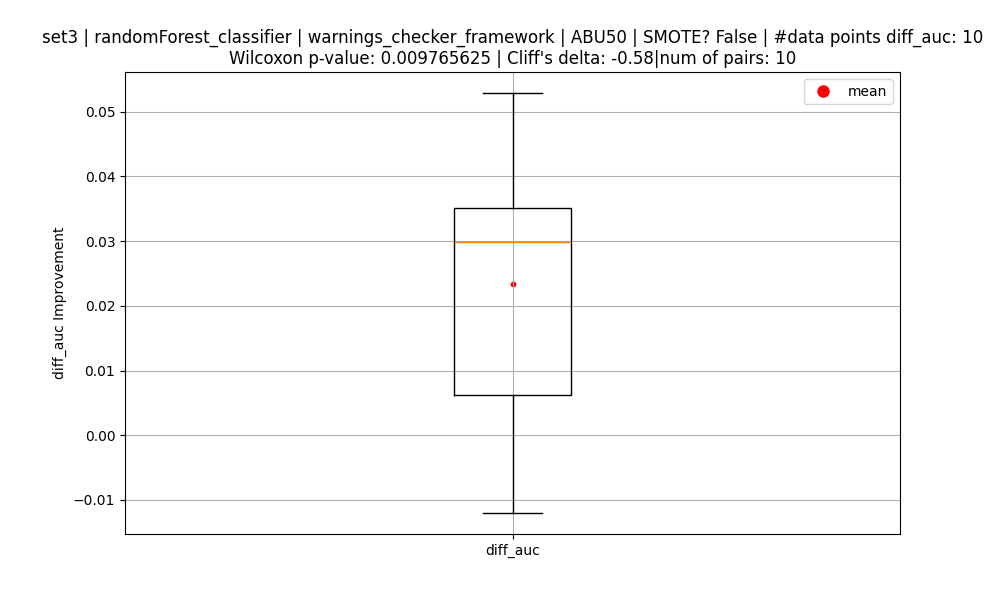 set3 | randomForest_classifier | warnings_checker_framework | ABU50 | SMOTE? False | #data points diff_auc: 10
Wilcoxon p-value: 0.009765625 | Cliff's delta: -0.58|num of pairs: 10
mean
0.05
0.04
0.03
0.02
0.01
0.00
−0.01
diff_auc Improvement
diff_auc